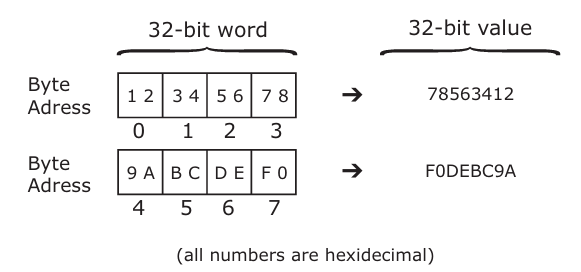 32-bit word 32-bit value
Byte Adress 1 2 3 4 5 6 7 8 ➔ 78563412
0 1 2 3
Byte Adress 9 A B C D E F 0 ➔ F0DEBC9A
4 5 6 7
(all numbers are hexidecimal)